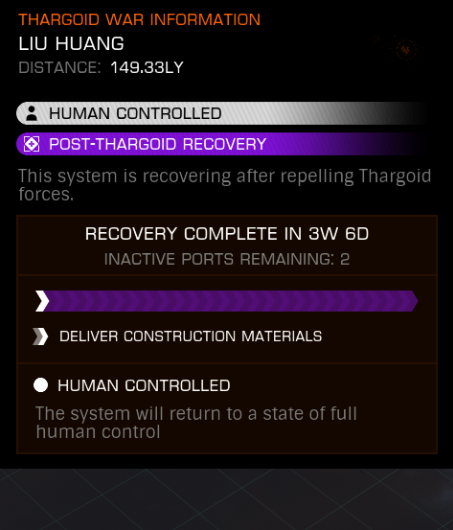 THARGOID WAR INFORMATION
LIU HUANG
DISTANCE: 149.33LY
HUMAN CONTROLLED
POST-THARGOID RECOVERY
This system is recovering after repelling Thargoid
forces.
RECOVERY COMPLETE IN 3W 6D
INACTIVE PORTS REMAINING: 2
DELIVER CONSTRUCTION MATERIALS
HUMAN CONTROLLED
The system will return to a state of full
human control